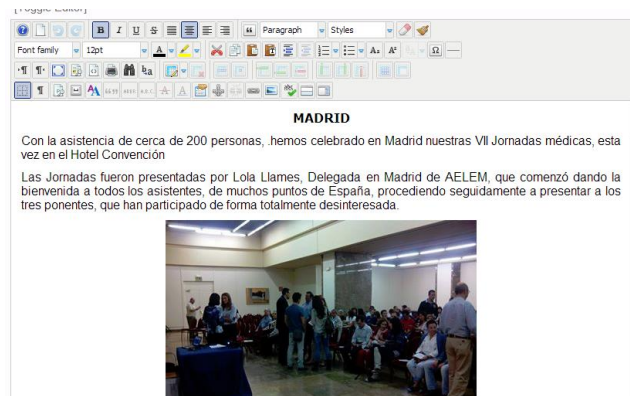 [Toggle Editor]
B I U S Paragraph Styles
Font family 12pt A
MADRID
Con la asistencia de cerca de 200 personas, .hemos celebrado en Madrid nuestras VII Jornadas médicas, esta
vez en el Hotel Convención
Las Jornadas fueron presentadas por Lola Llames, Delegada en Madrid de AELEM, que comenzó dando la
bienvenida a todos los asistentes, de muchos puntos de España, procediendo seguidamente a presentar a los
tres ponentes, que han participado de forma totalmente desinteresada.